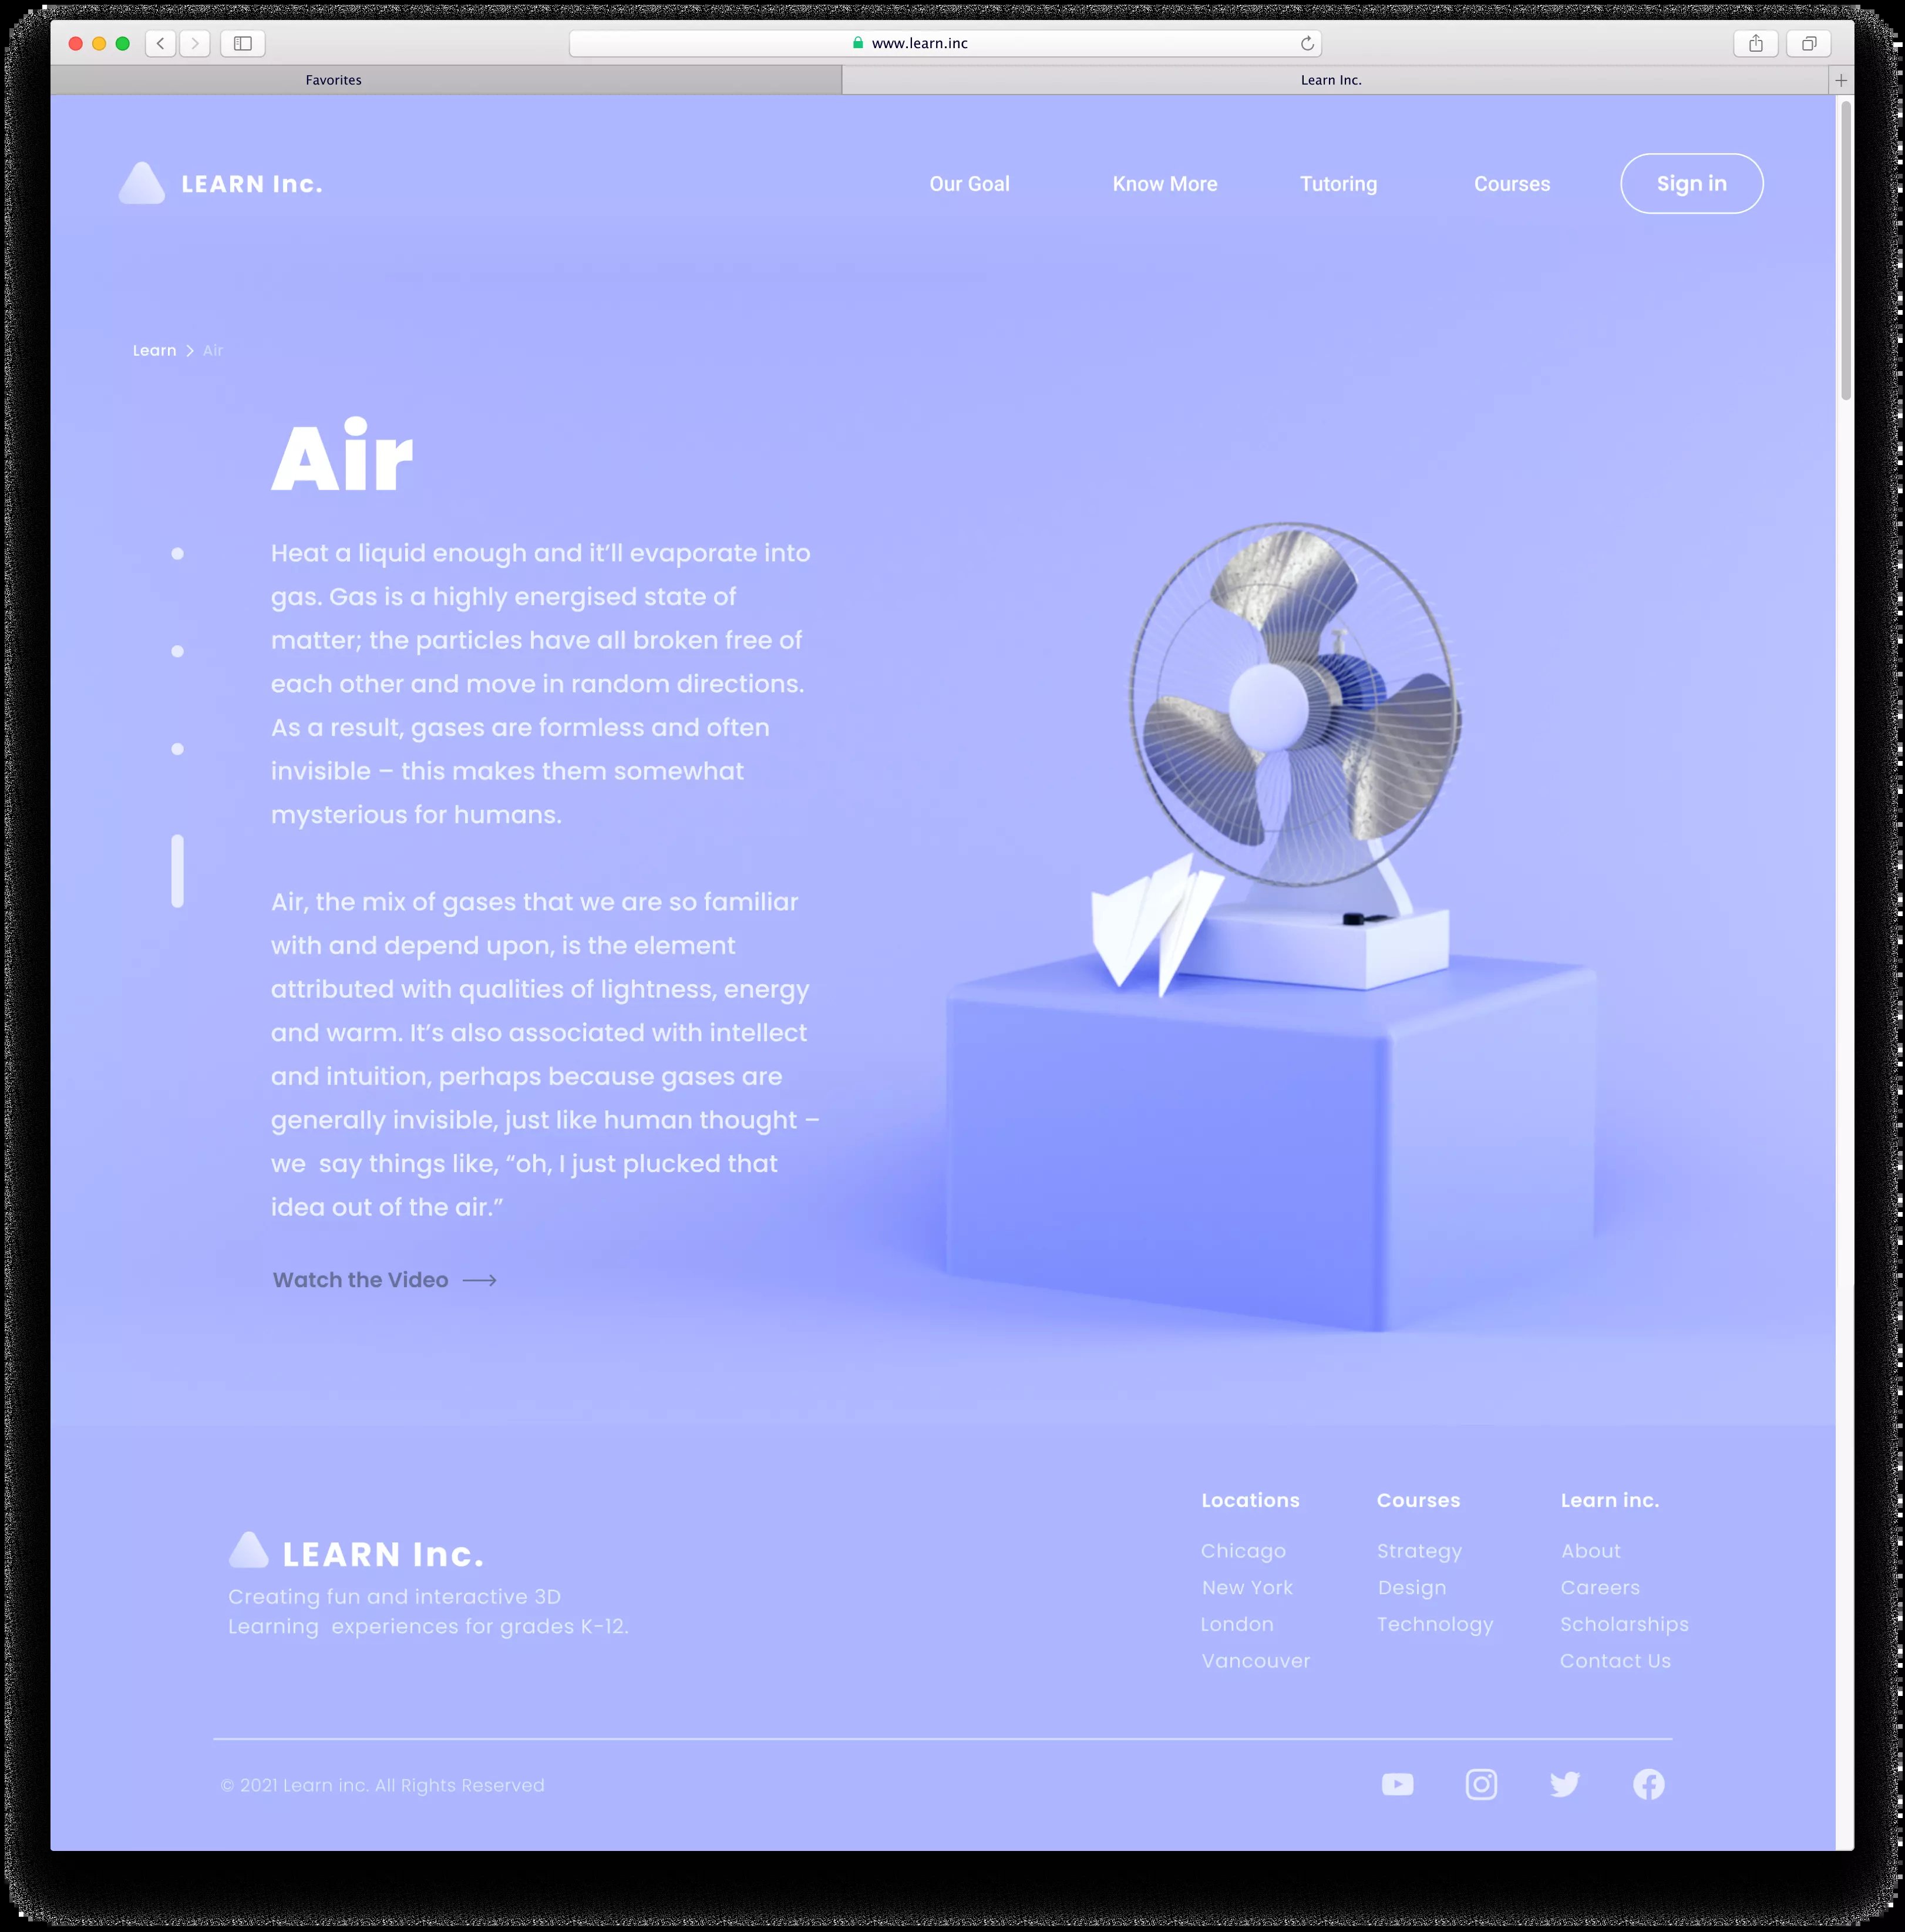 www.learn.inc
Favorites
Learn Inc.
LEARN Inc.
Our Goal
Know More
Tutoring
Courses
Sign in
Learn > Air
Air
Heat a liquid enough and it’ll evaporate into
gas. Gas is a highly energised state of
matter; the particles have all broken free of
each other and move in random directions.
As a result, gases are formless and often
invisible – this makes them somewhat
mysterious for humans.
Air, the mix of gases that we are so familiar
with and depend upon, is the element
attributed with qualities of lightness, energy
and warm. It’s also associated with intellect
and intuition, perhaps because gases are
generally invisible, just like human thought –
we  say things like, “oh, I just plucked that
idea out of the air.”
Watch the Video
LEARN Inc.
Creating fun and interactive 3D
Learning  experiences for grades K-12.
Locations
Chicago
New York
London
Vancouver
Courses
Strategy
Design
Technology
Learn inc.
About
Careers
Scholarships
Contact Us
© 2021 Learn inc. All Rights Reserved